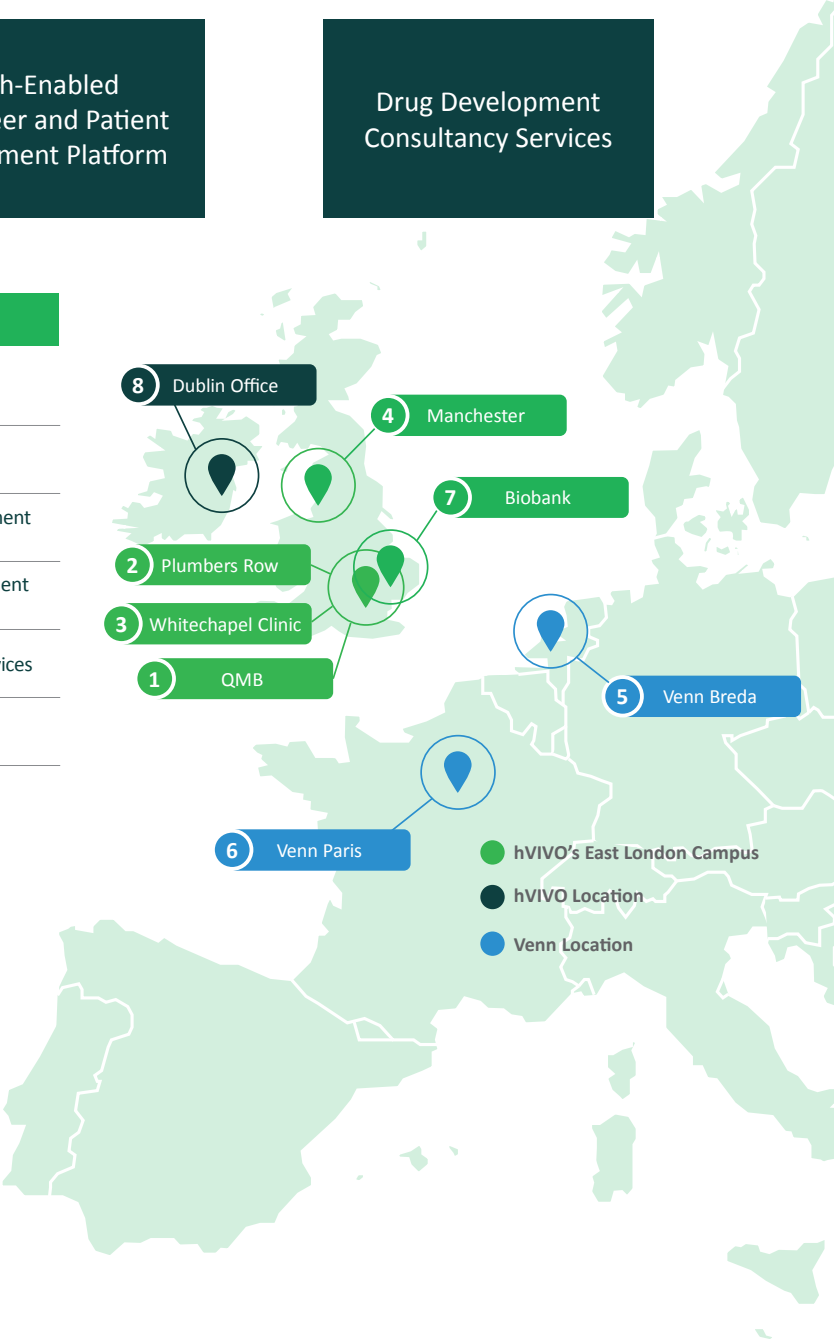 Drug Development
Consultancy Services
8 Dublin Office
4 Manchester
7 Biobank
2 Plumbers Row
3 Whitechapel Clinic
1 QMB
5 Venn Breda
6 Venn Paris
hVIVO's East London Campus
hVIVO Location
Venn Location
h-Enabled
eer and Patient
ment Platform
ment
ent
ices